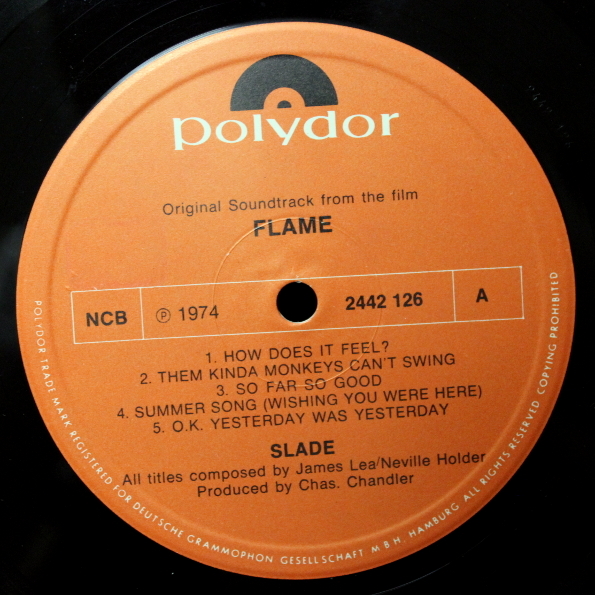 polydor
Original Soundtrack from the film
FLAME
NCB ℗ 1974 2442 126 A
1. HOW DOES IT FEEL?
2. THEM KINDA MONKEYS CAN'T SWING
3. SO FAR SO GOOD
4. SUMMER SONG (WISHING YOU WERE HERE)
5. O.K. YESTERDAY WAS YESTERDAY
SLADE
All titles composed by James Lea/Neville Holder
Produced by Chas. Chandler
POLYDOR TRADE MARK REGISTERED FOR DEUTSCHE GRAMMOPHON GESELLSCHAFT M B H, HAMBURG ALL RIGHTS RESERVED COPYING PROHIBITED